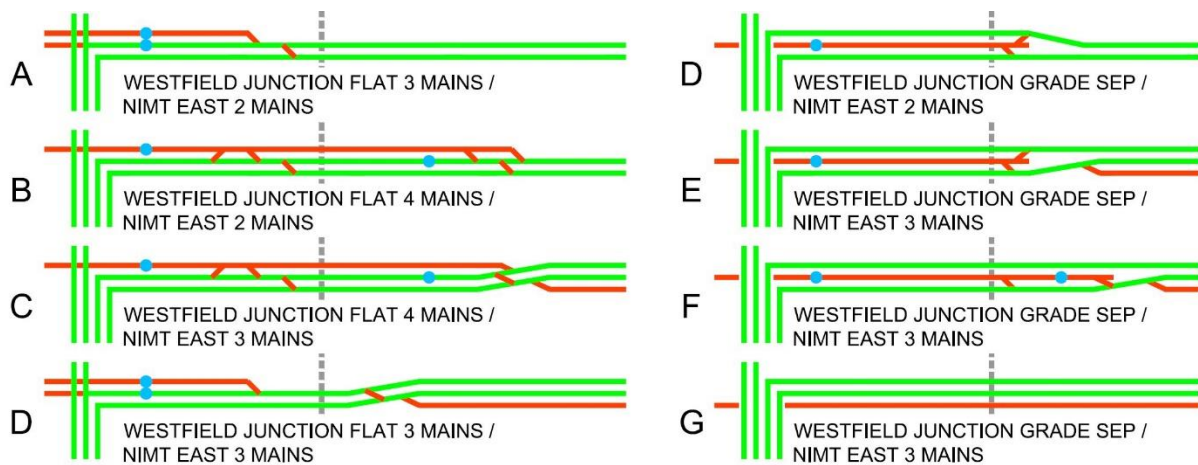 A
WESTFIELD JUNCTION FLAT 3 MAINS /
NIMT EAST 2 MAINS
B
WESTFIELD JUNCTION FLAT 4 MAINS /
NIMT EAST 2 MAINS
C
WESTFIELD JUNCTION FLAT 4 MAINS /
NIMT EAST 3 MAINS
D
WESTFIELD JUNCTION FLAT 3 MAINS /
NIMT EAST 3 MAINS
D
WESTFIELD JUNCTION GRADE SEP /
NIMT EAST 2 MAINS
E
WESTFIELD JUNCTION GRADE SEP /
NIMT EAST 3 MAINS
F
WESTFIELD JUNCTION GRADE SEP /
NIMT EAST 3 MAINS
G
WESTFIELD JUNCTION GRADE SEP /
NIMT EAST 3 MAINS